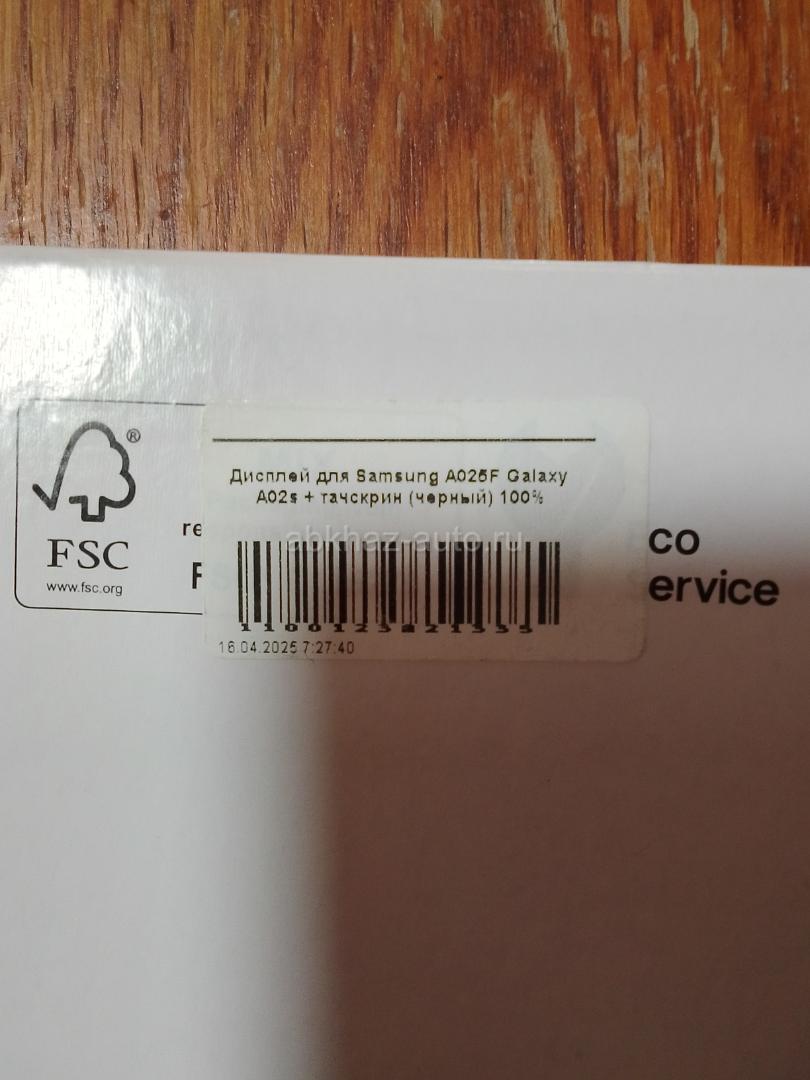 Дисплей для Samsung A025F Galaxy
A02s + тачскрин (черный) 100%
abkhaz-auto.ru
16.04.2025 7:27:40
®
FSC
www.fsc.org
re
F
co
ervice